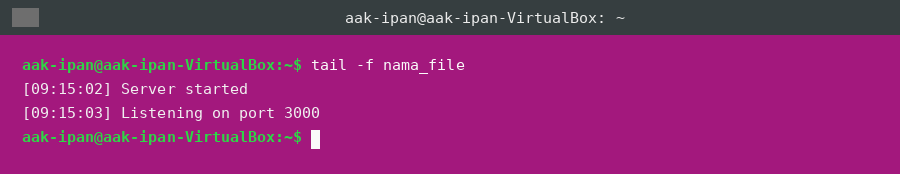 aak-ipan@aak-ipan-VirtualBox: ~
aak-ipan@aak-ipan-VirtualBox:~$ tail -f nama_file
[09:15:02] Server started
[09:15:03] Listening on port 3000
aak-ipan@aak-ipan-VirtualBox:~$